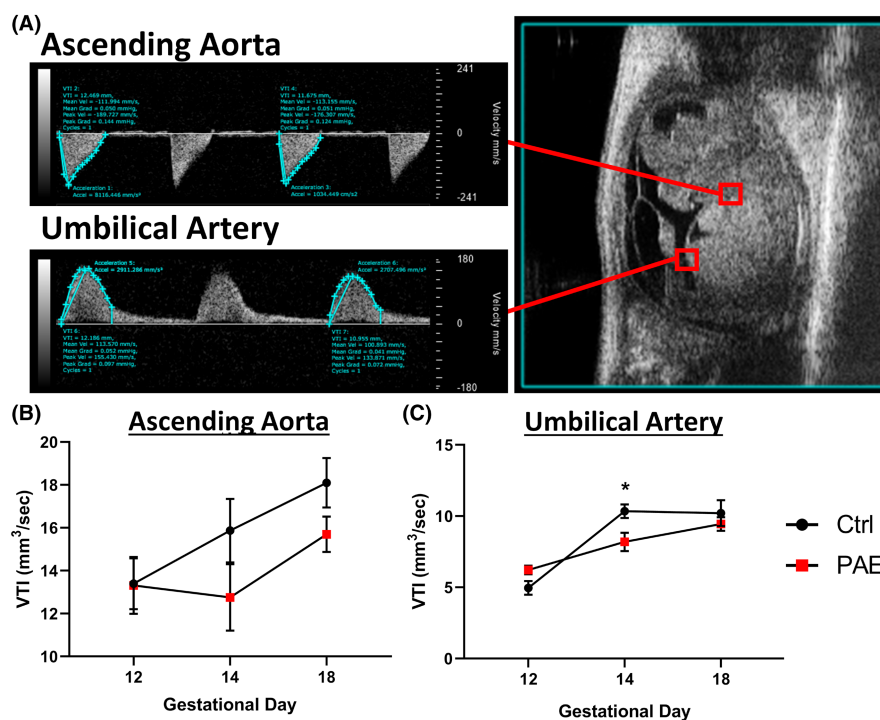 (A)
Ascending Aorta
VTI 2:
VTI = 12.469 mm,
Mean Vel = -111.994 mm/s,
Mean Grad = 0.050 mmHg,
Peak Vel = -189.727 mm/s,
Peak Grad = 0.144 mmHg,
Cycles = 1
VTI 4:
VTI = 11.675 mm,
Mean Vel = -113.155 mm/s,
Mean Grad = 0.051 mmHg,
Peak Vel = -176.307 mm/s,
Peak Grad = 0.124 mmHg,
Cycles = 1
Acceleration 1:
Accel = 8116.446 mm/s²
Acceleration 3:
Accel = 1034.449 cm/s2
241
0
-241
Velocity mm/s
Umbilical Artery
Acceleration 5:
Accel = 2911.286 mm/s²
Acceleration 6:
Accel = 2707.496 mm/s²
VTI 6:
VTI = 12.186 mm,
Mean Vel = 113.570 mm/s,
Mean Grad = 0.052 mmHg,
Peak Vel = 155.430 mm/s,
Peak Grad = 0.097 mmHg,
Cycles = 1
VTI 7:
VTI = 10.955 mm,
Mean Vel = 100.893 mm/s,
Mean Grad = 0.041 mmHg,
Peak Vel = 133.871 mm/s,
Peak Grad = 0.072 mmHg,
Cycles = 1
180
0
-180
Velocity mm/s
(B)
Ascending Aorta
VTI (mm³/sec)
20
18
16
14
12
10
12 14 18
Gestational Day
(C)
Umbilical Artery
VTI (mm³/sec)
15
10
5
0
*
12 14 18
Gestational Day
Ctrl
PAE